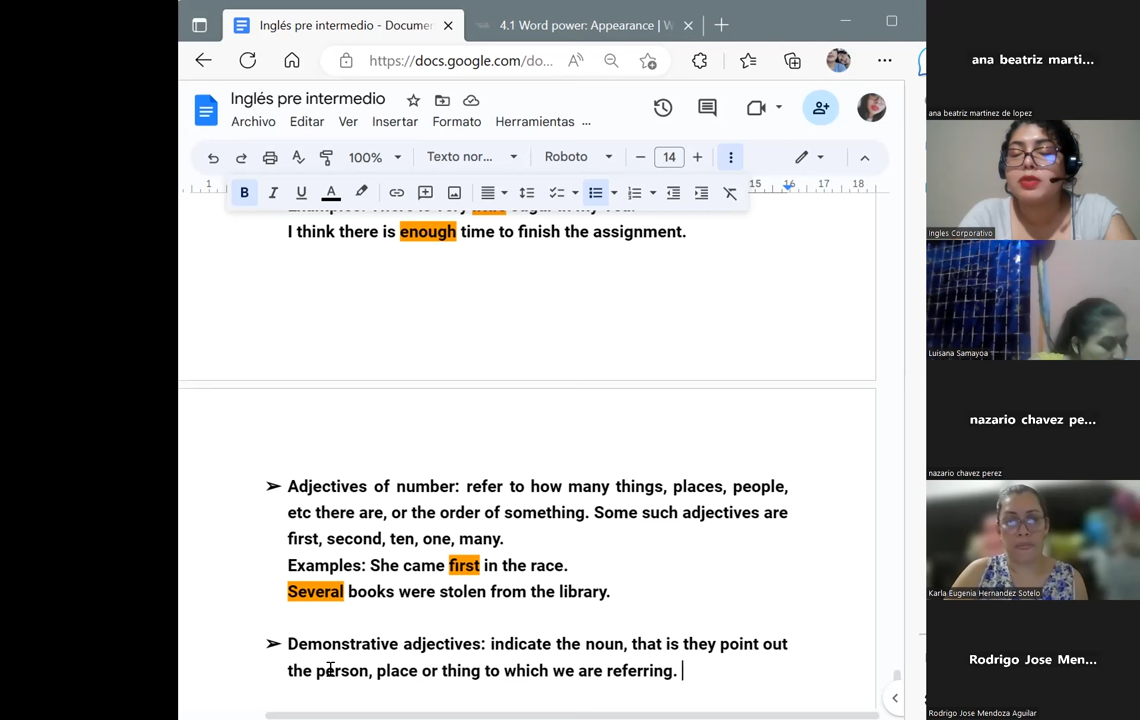 Inglés pre intermedio - Documen
4.1 Word power: Appearance | W
https://docs.google.com/do...
Inglés pre intermedio
Archivo Editar Ver Insertar Formato Herramientas ...
100% Texto nor... Roboto 14
1 15 16 17 18
I think there is enough time to finish the assignment.
➢ Adjectives of number: refer to how many things, places, people,
etc there are, or the order of something. Some such adjectives are
first, second, ten, one, many.
Examples: She came first in the race.
Several books were stolen from the library.
➢ Demonstrative adjectives: indicate the noun, that is they point out
the person, place or thing to which we are referring.
ana beatriz marti...
ana beatriz martinez de lopez
Ingles Corporativo
Luisana Samayoa
nazario chavez pe...
nazario chavez perez
Karla Eugenia Hernandez Sotelo
Rodrigo Jose Men...
Rodrigo Jose Mendoza Aguilar